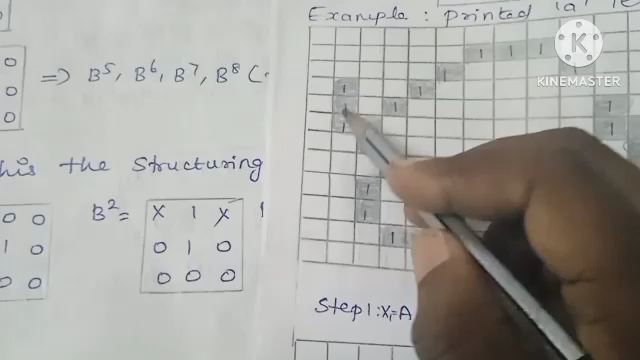 Example : Printed 'a'
KINEMASTER
0
0
0
=> B⁵, B⁶, B⁷, B⁸ (
1 1 1
1
1 1
1 1 1
1 1
1
1
1
this the Structuring
0 0
1 0
0 0
B² =
X 1 X
0 1 0
0 0 0
Step1 : X₁=A